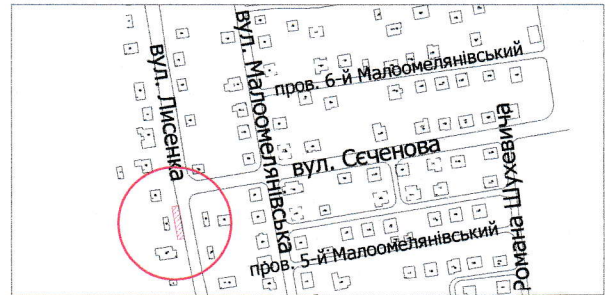 вул. Лисенка
вул. Малоомелянівська
пров. 6-й Малоомелянівський
вул. Сєченова
пров. 5-й Малоомелянівський
Романа Шухевича